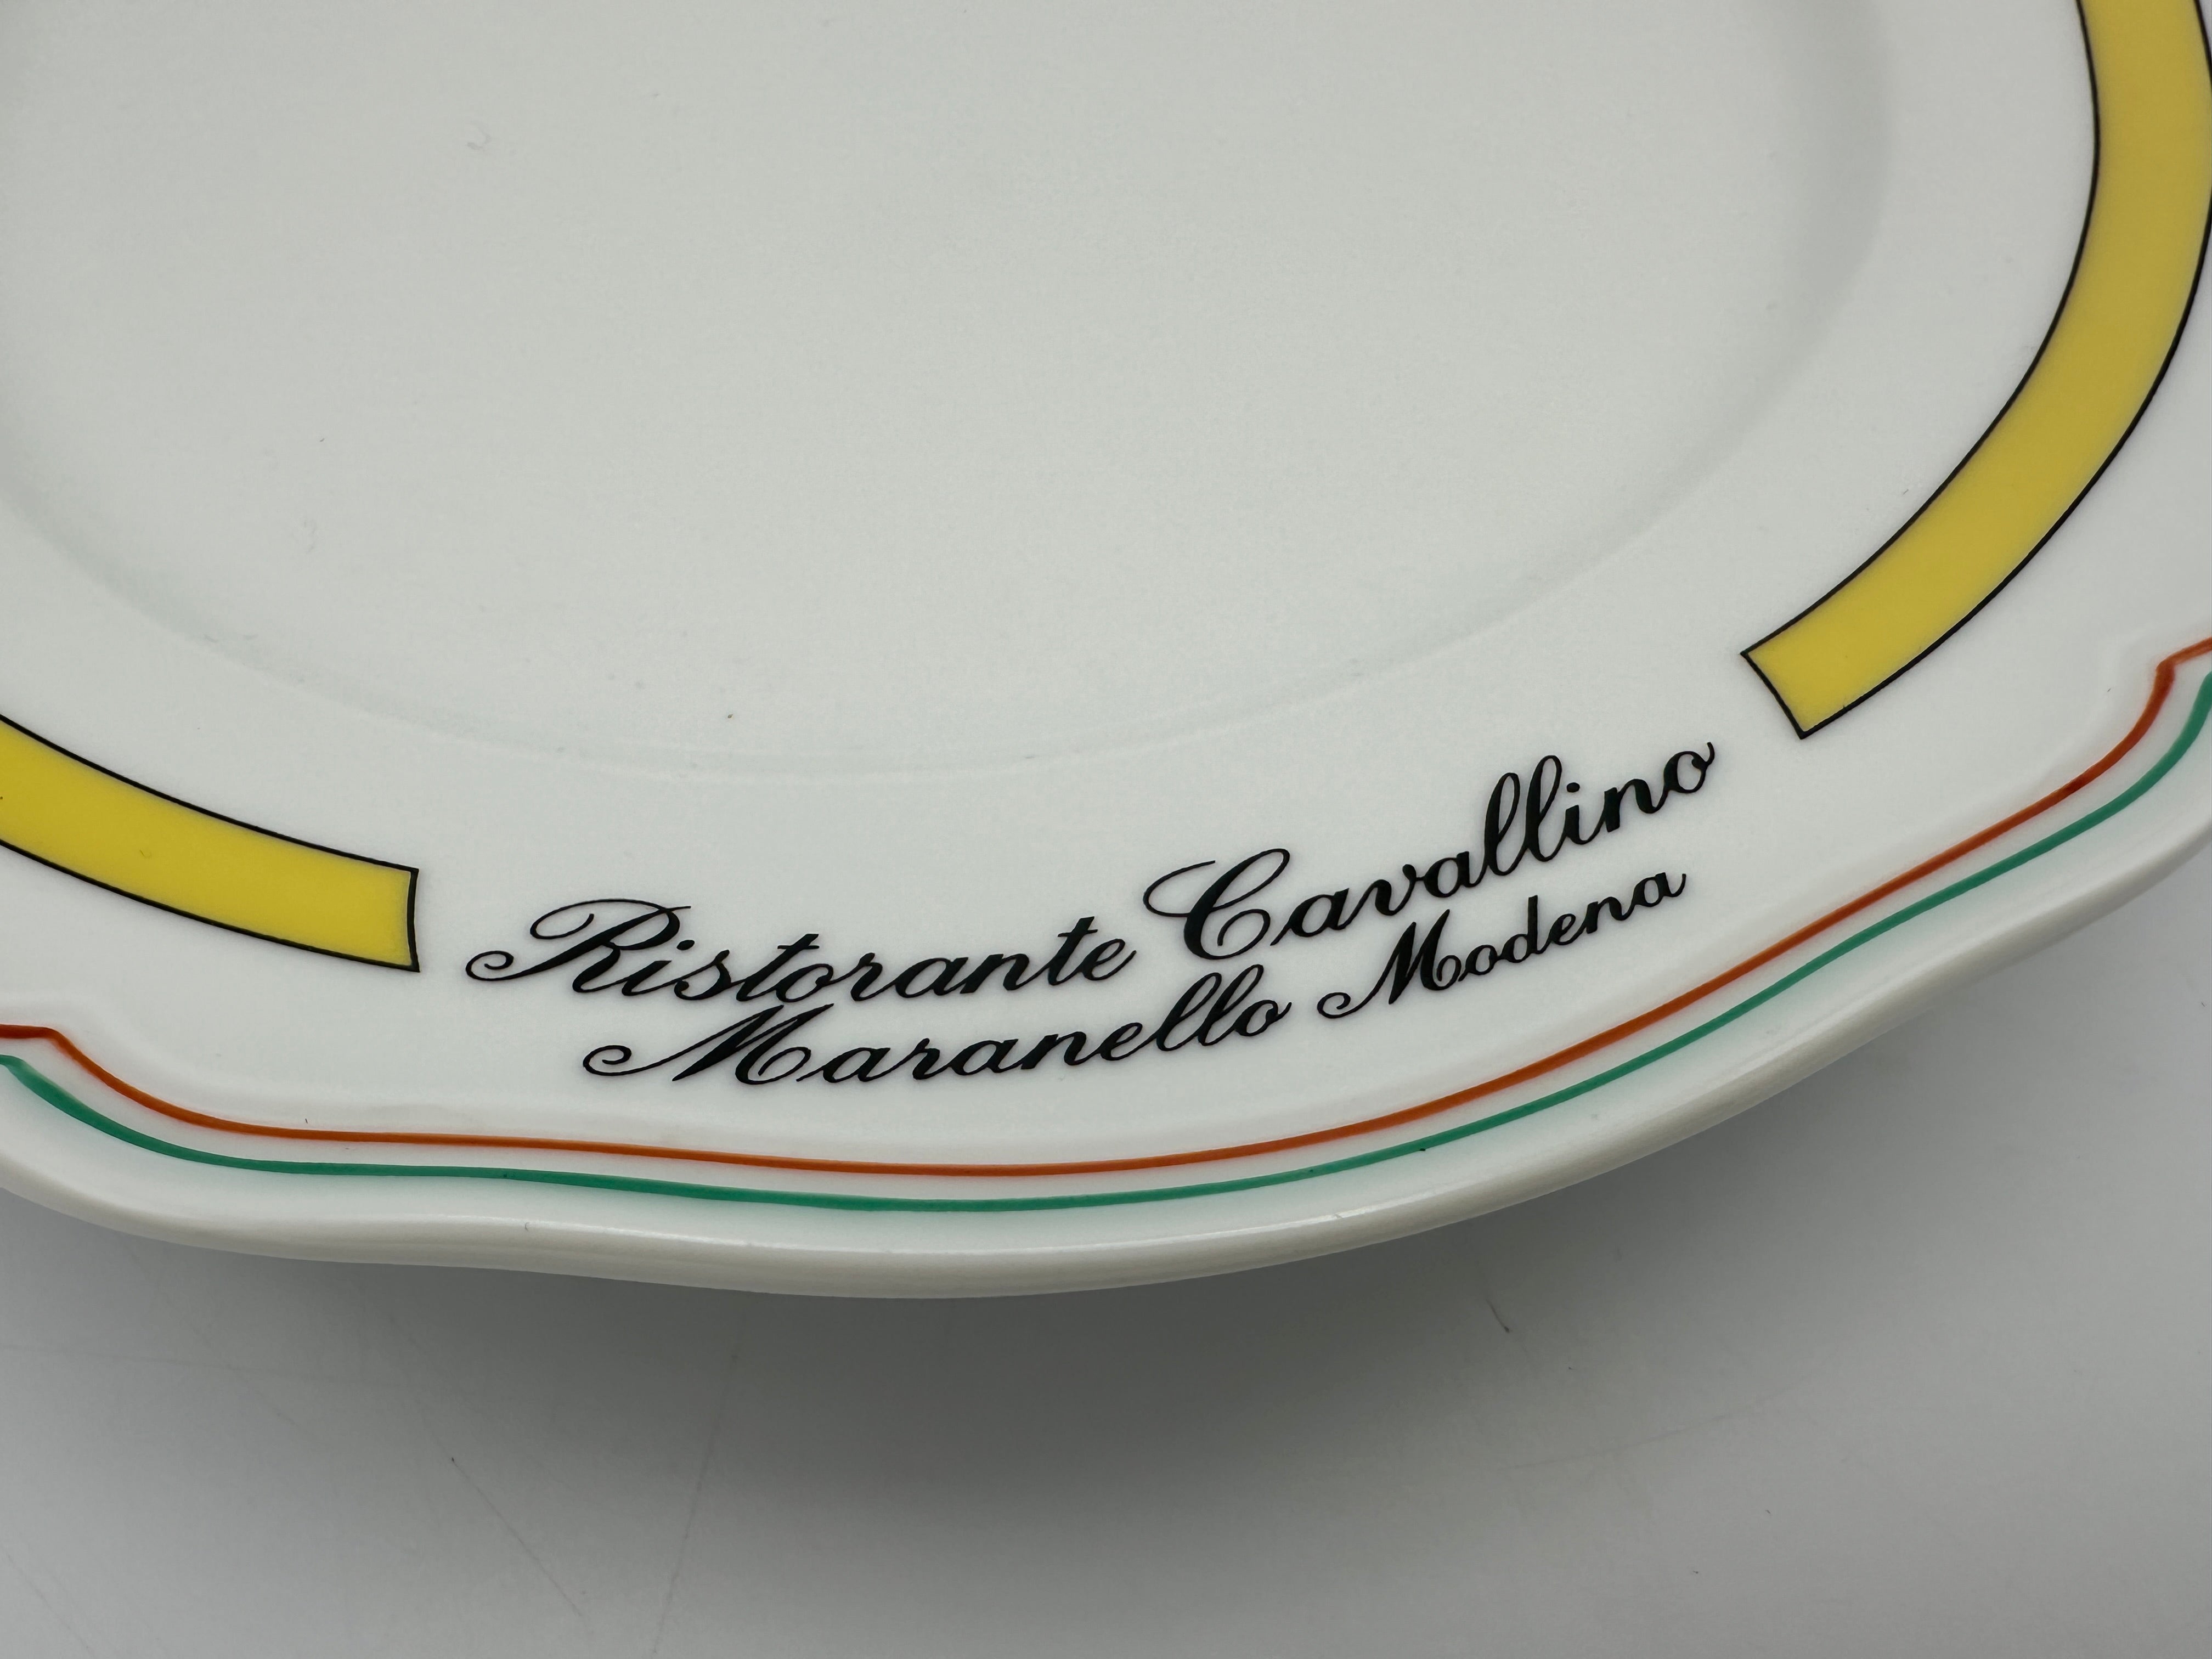 Ristorante Cavallino
Maranello Modena